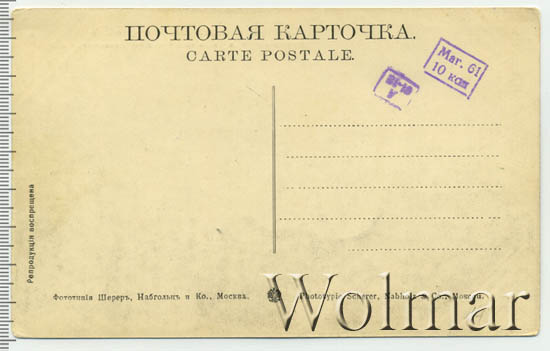 ПОЧТОВАЯ КАРТОЧКА.
CARTE POSTALE.
Маг. 61
10 коп
Репродукція воспрещена
Фототипія Шереръ, Набгольцъ и Ко., Москва.
Phototypie Scherer, Nabholz & Co., Moscou.
Wolmar